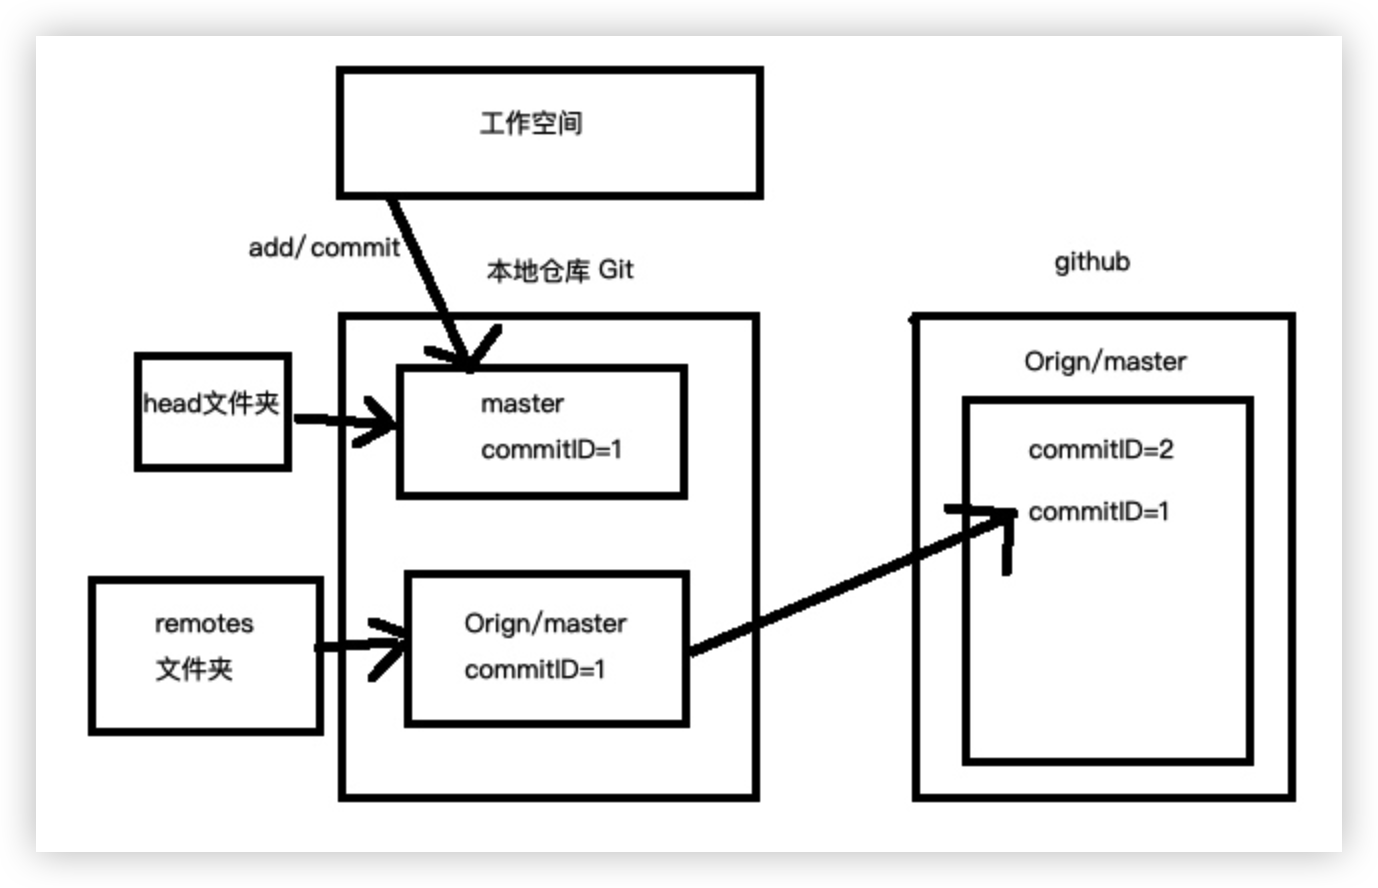 工作空间
add/commit
本地仓库 Git
github
head文件夹
master
commitID=1
Orign/master
commitID=2
commitID=1
remotes
文件夹
Orign/master
commitID=1